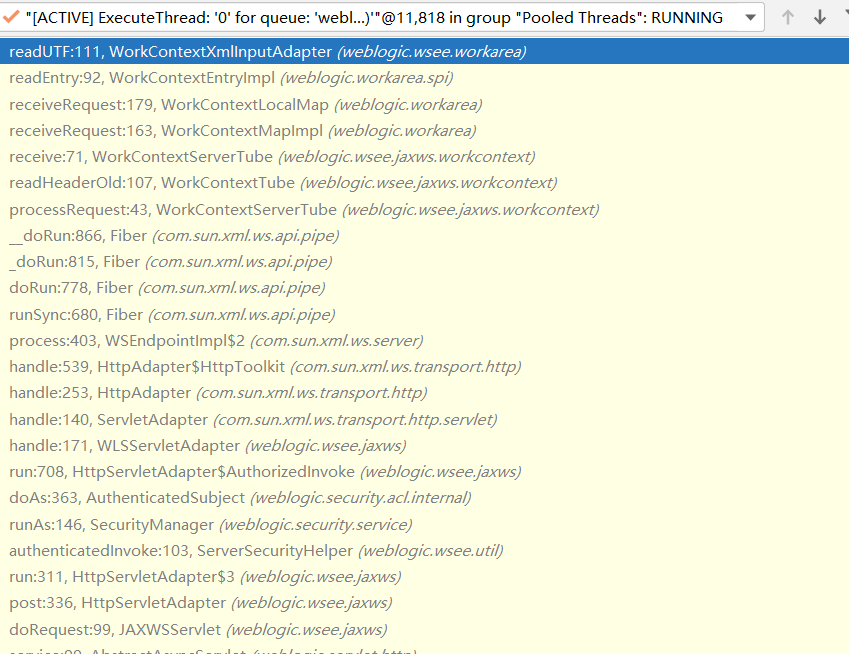 "[ACTIVE] ExecuteThread: '0' for queue: 'webl...)'"@11,818 in group "Pooled Threads": RUNNING
readUTF:111, WorkContextXmlInputAdapter (weblogic.wsee.workarea)
readEntry:92, WorkContextEntryImpl (weblogic.workarea.spi)
receiveRequest:179, WorkContextLocalMap (weblogic.workarea)
receiveRequest:163, WorkContextMapImpl (weblogic.workarea)
receive:71, WorkContextServerTube (weblogic.wsee.jaxws.workcontext)
readHeaderOld:107, WorkContextTube (weblogic.wsee.jaxws.workcontext)
processRequest:43, WorkContextServerTube (weblogic.wsee.jaxws.workcontext)
__doRun:866, Fiber (com.sun.xml.ws.api.pipe)
_doRun:815, Fiber (com.sun.xml.ws.api.pipe)
doRun:778, Fiber (com.sun.xml.ws.api.pipe)
runSync:680, Fiber (com.sun.xml.ws.api.pipe)
process:403, WSEndpointImpl$2 (com.sun.xml.ws.server)
handle:539, HttpAdapter$HttpToolkit (com.sun.xml.ws.transport.http)
handle:253, HttpAdapter (com.sun.xml.ws.transport.http)
handle:140, ServletAdapter (com.sun.xml.ws.transport.http.servlet)
handle:171, WLSServletAdapter (weblogic.wsee.jaxws)
run:708, HttpServletAdapter$AuthorizedInvoke (weblogic.wsee.jaxws)
doAs:363, AuthenticatedSubject (weblogic.security.acl.internal)
runAs:146, SecurityManager (weblogic.security.service)
authenticatedInvoke:103, ServerSecurityHelper (weblogic.wsee.util)
run:311, HttpServletAdapter$3 (weblogic.wsee.jaxws)
post:336, HttpServletAdapter (weblogic.wsee.jaxws)
doRequest:99, JAXWSServlet (weblogic.wsee.jaxws)